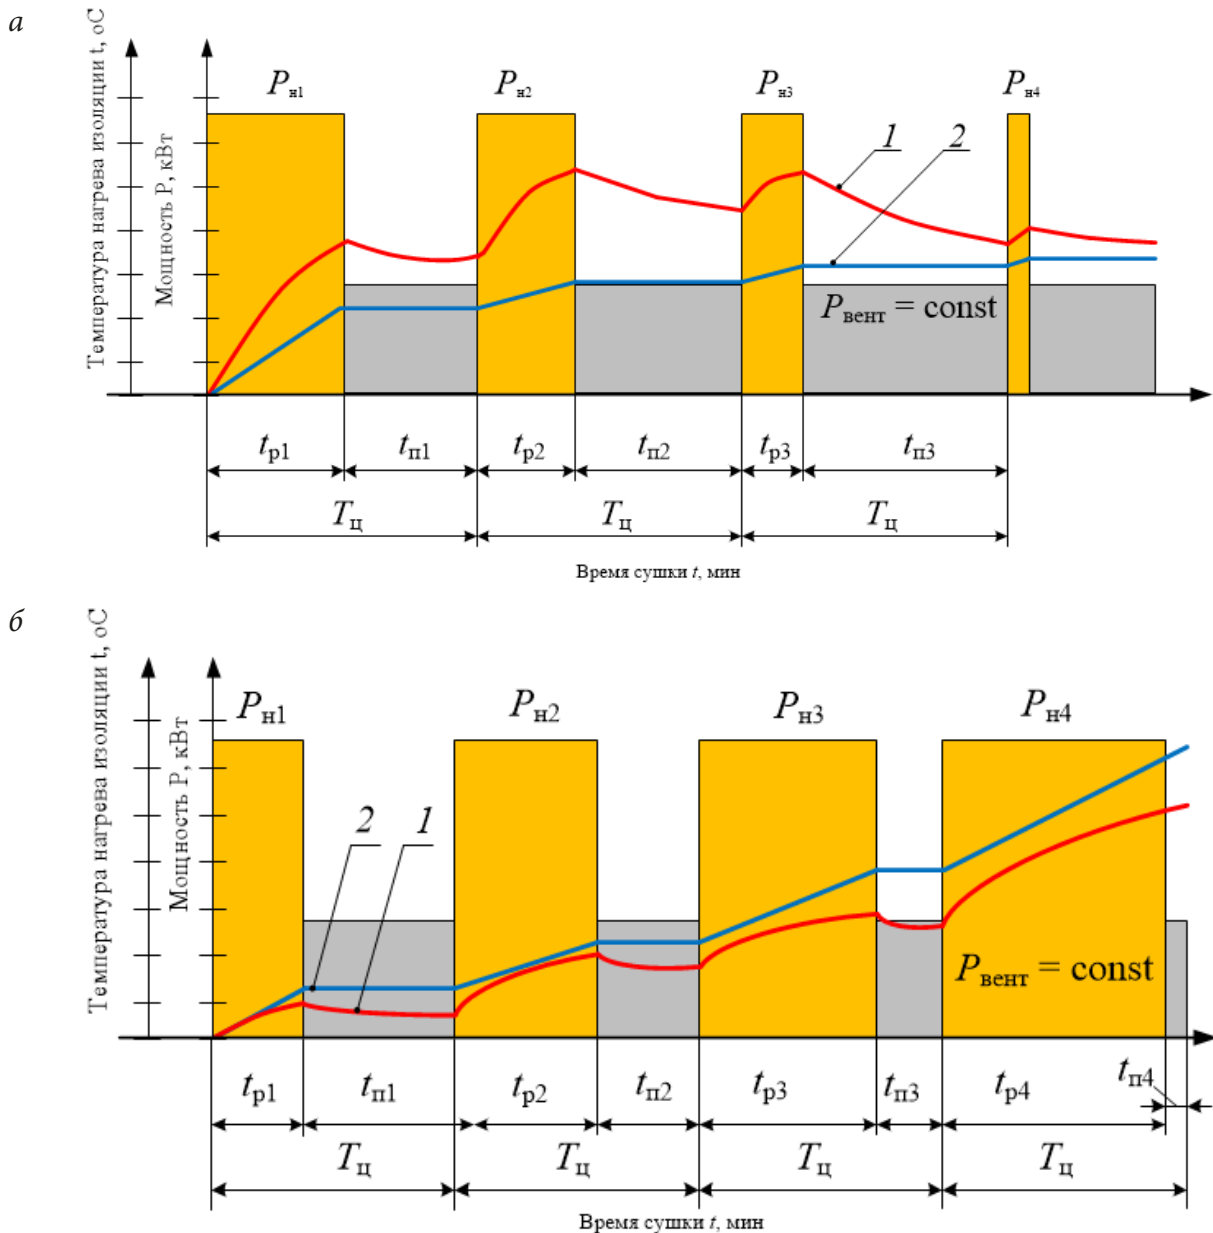 а
Температура нагрева изоляции t, оС
Мощность Р, кВт
Pн1
Pн2
Pн3
Pн4
1
2
Pвент = const
tр1
tп1
tр2
tп2
tр3
tп3
Tц
Tц
Tц
Время сушки t, мин
б
Температура нагрева изоляции t, оС
Мощность Р, кВт
Pн1
Pн2
Pн3
Pн4
2
1
Pвент = const
tр1
tп1
tр2
tп2
tр3
tп3
tр4
tп4
Tц
Tц
Tц
Tц
Время сушки t, мин